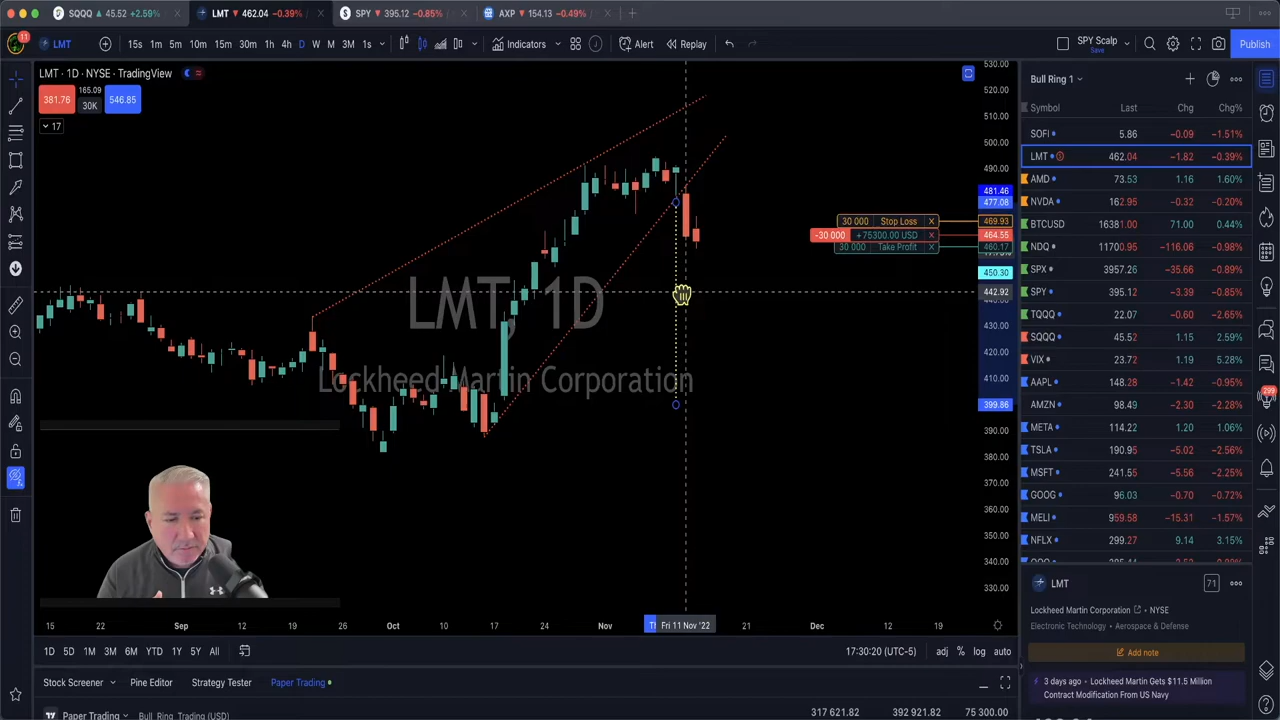 SQQQ ▲ 45.52 +2.59%
LMT ▼ 462.04 −0.39%
SPY ▼ 395.12 −0.85%
AXP ▼ 154.13 −0.49%
11
LMT
15s 1m 5m 10m 15m 30m 1h 4h D W M 3M 1s
Indicators
Alert
Replay
SPY Scalp
Save
Publish
LMT · 1D · NYSE · TradingView
381.76
165.09
30K
546.85
17
LMT, 1D
Lockheed Martin Corporation
30 000 Stop Loss
-30 000 +75300.00 USD
30 000 Take Profit
530.00
520.00
510.00
500.00
490.00
481.46
477.08
469.93
464.55
460.17
450.30
442.92
430.00
420.00
410.00
399.86
390.00
380.00
370.00
360.00
350.00
340.00
330.00
15 22 Sep 12 19 26 Oct 10 17 24 Nov Fri 11 Nov '22 21 Dec 12 19
1D 5D 1M 3M 6M YTD 1Y 5Y All
17:30:20 (UTC-5)
adj % log auto
Stock Screener
Pine Editor
Strategy Tester
Paper Trading
Paper Trading
Bull_Ring_Trading (USD)
317 621.82 392 921.82 75 300.00
Bull Ring 1
Symbol Last Chg Chg%
SOFI 5.86 −0.09 −1.51%
LMT 462.04 −1.82 −0.39%
AMD 73.53 1.16 1.60%
NVDA 162.95 −0.32 −0.20%
BTCUSD 16381.00 71.00 0.44%
NDQ 11700.95 −116.06 −0.98%
SPX 3957.26 −35.66 −0.89%
SPY 395.12 −3.39 −0.85%
TQQQ 22.07 −0.60 −2.65%
SQQQ 45.52 1.15 2.59%
VIX 23.72 1.19 5.28%
AAPL 148.28 −1.42 −0.95%
AMZN 98.49 −2.30 −2.28%
META 114.22 1.20 1.06%
TSLA 190.95 −5.02 −2.56%
MSFT 241.55 −5.56 −2.25%
GOOG 96.03 −0.70 −0.72%
MELI 959.58 −15.31 −1.57%
NFLX 299.27 9.14 3.15%
299
LMT
71
Lockheed Martin Corporation NYSE
Electronic Technology • Aerospace & Defense
Add note
3 days ago • Lockheed Martin Gets $11.5 Million
Contract Modification From US Navy